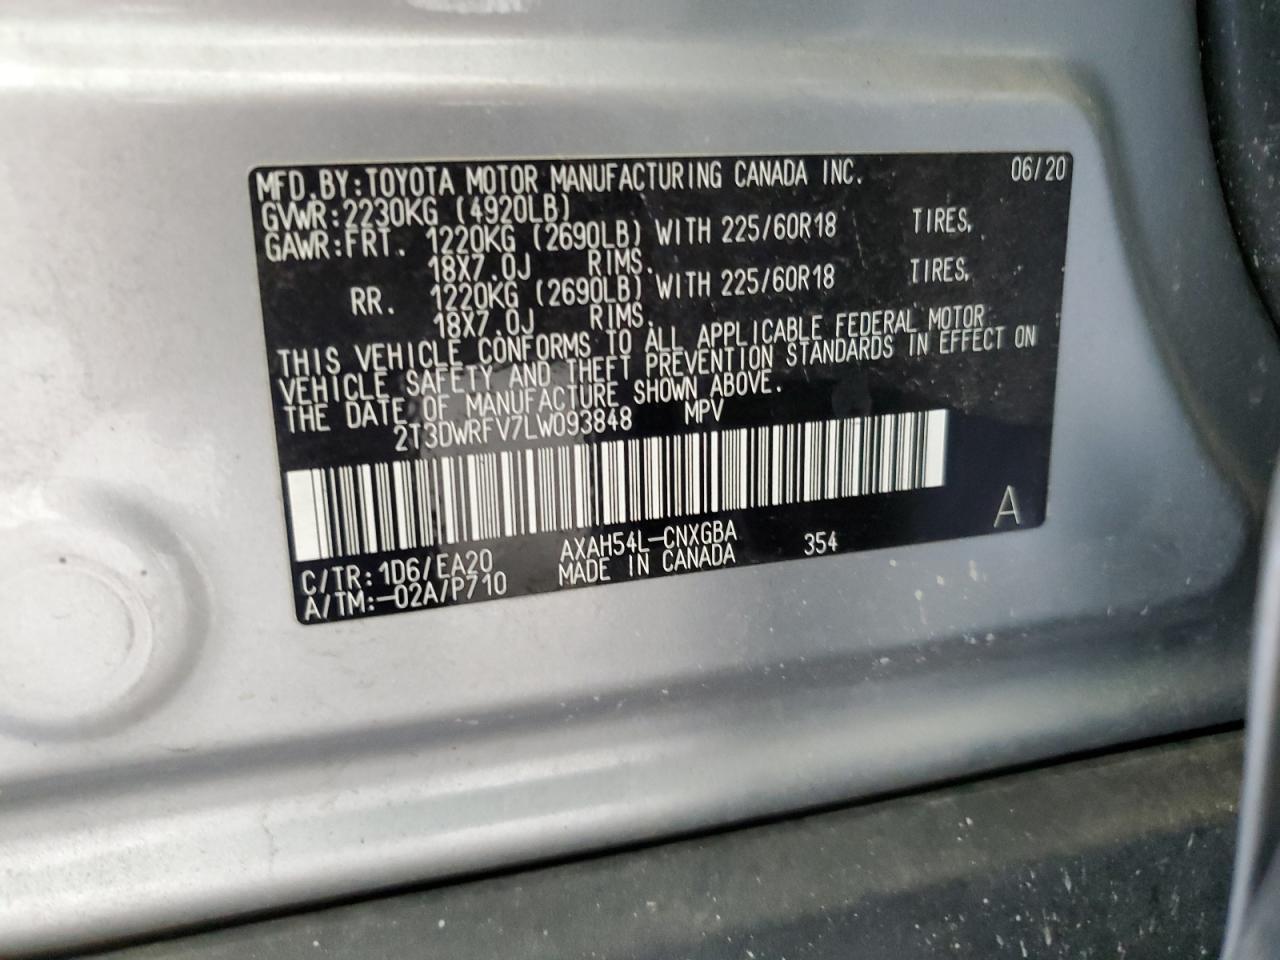 MFD.BY:TOYOTA MOTOR MANUFACTURING CANADA INC. 06/20
GVWR:2230KG (4920LB)
GAWR:FRT. 1220KG (2690LB) WITH 225/60R18 TIRES,
18X7.0J RIMS.
RR. 1220KG (2690LB) WITH 225/60R18 TIRES,
18X7.0J RIMS.
THIS VEHICLE CONFORMS TO ALL APPLICABLE FEDERAL MOTOR
VEHICLE SAFETY AND THEFT PREVENTION STANDARDS IN EFFECT ON
THE DATE OF MANUFACTURE SHOWN ABOVE.
2T3DWRFV7LW093848 MPV
A
C/TR:1D6/EA20 AXAH54L-CNXGBA 354
A/TM:-02A/P710 MADE IN CANADA